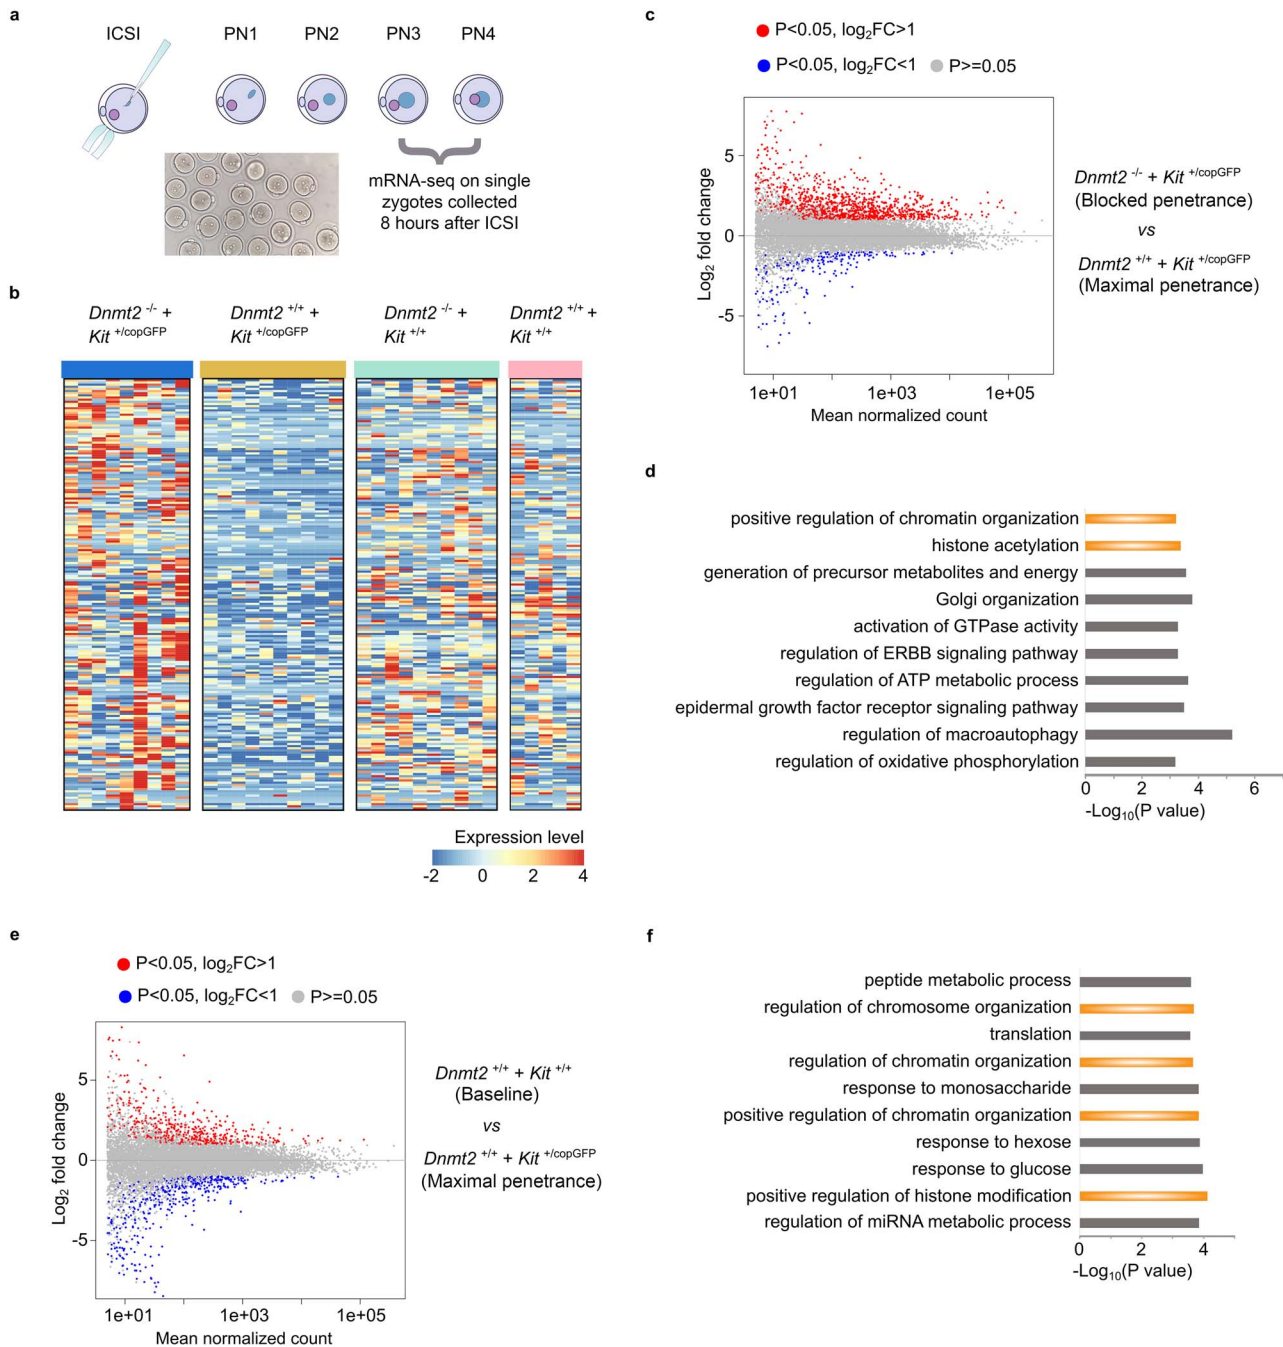 a
ICSI PN1 PN2 PN3 PN4
mRNA-seq on single
zygotes collected
8 hours after ICSI
b
Dnmt2 -/- + Dnmt2 +/+ + Dnmt2 -/- + Dnmt2 +/+ +
Kit +/copGFP Kit +/copGFP Kit +/+ Kit +/+
Expression level
-2 0 2 4
c
P<0.05, log2FC>1
P<0.05, log2FC<1 P>=0.05
Log2 fold change
5
0
-5
1e+01 1e+03 1e+05
Mean normalized count
Dnmt2 -/- + Kit +/copGFP
(Blocked penetrance)
vs
Dnmt2 +/+ + Kit +/copGFP
(Maximal penetrance)
d
positive regulation of chromatin organization
histone acetylation
generation of precursor metabolites and energy
Golgi organization
activation of GTPase activity
regulation of ERBB signaling pathway
regulation of ATP metabolic process
epidermal growth factor receptor signaling pathway
regulation of macroautophagy
regulation of oxidative phosphorylation
0 2 4 6
-Log10(P value)
e
P<0.05, log2FC>1
P<0.05, log2FC<1 P>=0.05
Log2 fold change
5
0
-5
1e+01 1e+03 1e+05
Mean normalized count
Dnmt2 +/+ + Kit +/+
(Baseline)
vs
Dnmt2 +/+ + Kit +/copGFP
(Maximal penetrance)
f
peptide metabolic process
regulation of chromosome organization
translation
regulation of chromatin organization
response to monosaccharide
positive regulation of chromatin organization
response to hexose
response to glucose
positive regulation of histone modification
regulation of miRNA metabolic process
0 2 4
-Log10(P value)